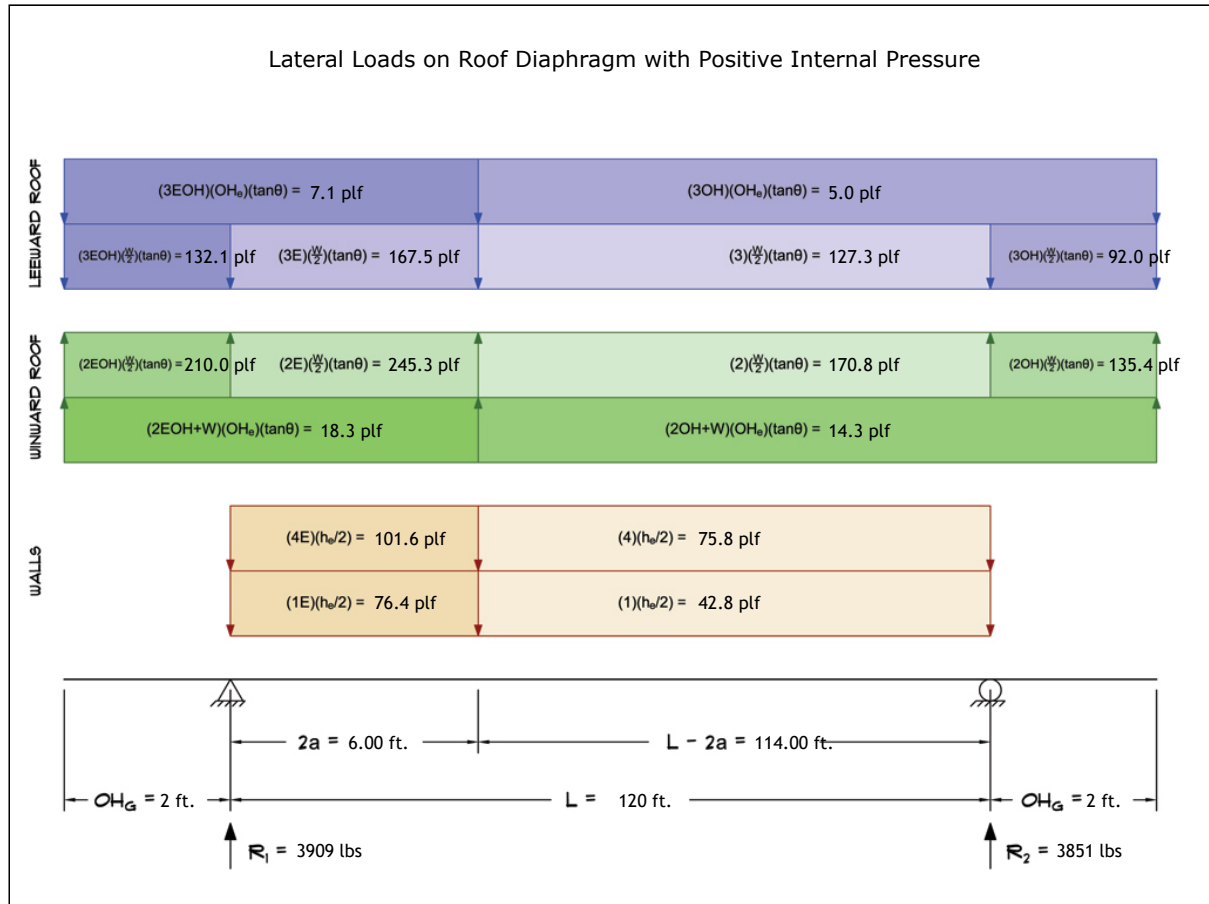 Lateral Loads on Roof Diaphragm with Positive Internal Pressure
LEEWARD ROOF
(3EOH)(OHₑ)(tanθ) = 7.1 plf
(3OH)(OHₑ)(tanθ) = 5.0 plf
(3EOH)(W/2)(tanθ) = 132.1 plf
(3E)(W/2)(tanθ) = 167.5 plf
(3)(W/2)(tanθ) = 127.3 plf
(3OH)(W/2)(tanθ) = 92.0 plf
WINWARD ROOF
(2EOH)(W/2)(tanθ) = 210.0 plf
(2E)(W/2)(tanθ) = 245.3 plf
(2)(W/2)(tanθ) = 170.8 plf
(2OH)(W/2)(tanθ) = 135.4 plf
(2EOH+W)(OHₑ)(tanθ) = 18.3 plf
(2OH+W)(OHₑ)(tanθ) = 14.3 plf
WALLS
(4E)(hₑ/2) = 101.6 plf
(4)(hₑ/2) = 75.8 plf
(1E)(hₑ/2) = 76.4 plf
(1)(hₑ/2) = 42.8 plf
2a = 6.00 ft.
L - 2a = 114.00 ft.
OH_G = 2 ft.
L = 120 ft.
OH_G = 2 ft.
R₁ = 3909 lbs
R₂ = 3851 lbs